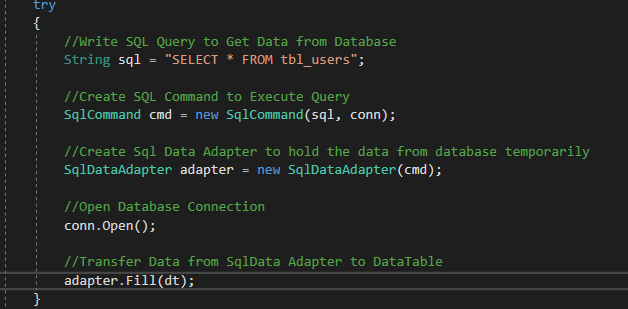 try
{
//Write SQL Query to Get Data from Database
String sql = "SELECT * FROM tbl_users";
//Create SQL Command to Execute Query
SqlCommand cmd = new SqlCommand(sql, conn);
//Create Sql Data Adapter to hold the data from database temporarily
SqlDataAdapter adapter = new SqlDataAdapter(cmd);
//Open Database Connection
conn.Open();
//Transfer Data from SqlData Adapter to DataTable
adapter.Fill(dt);
}